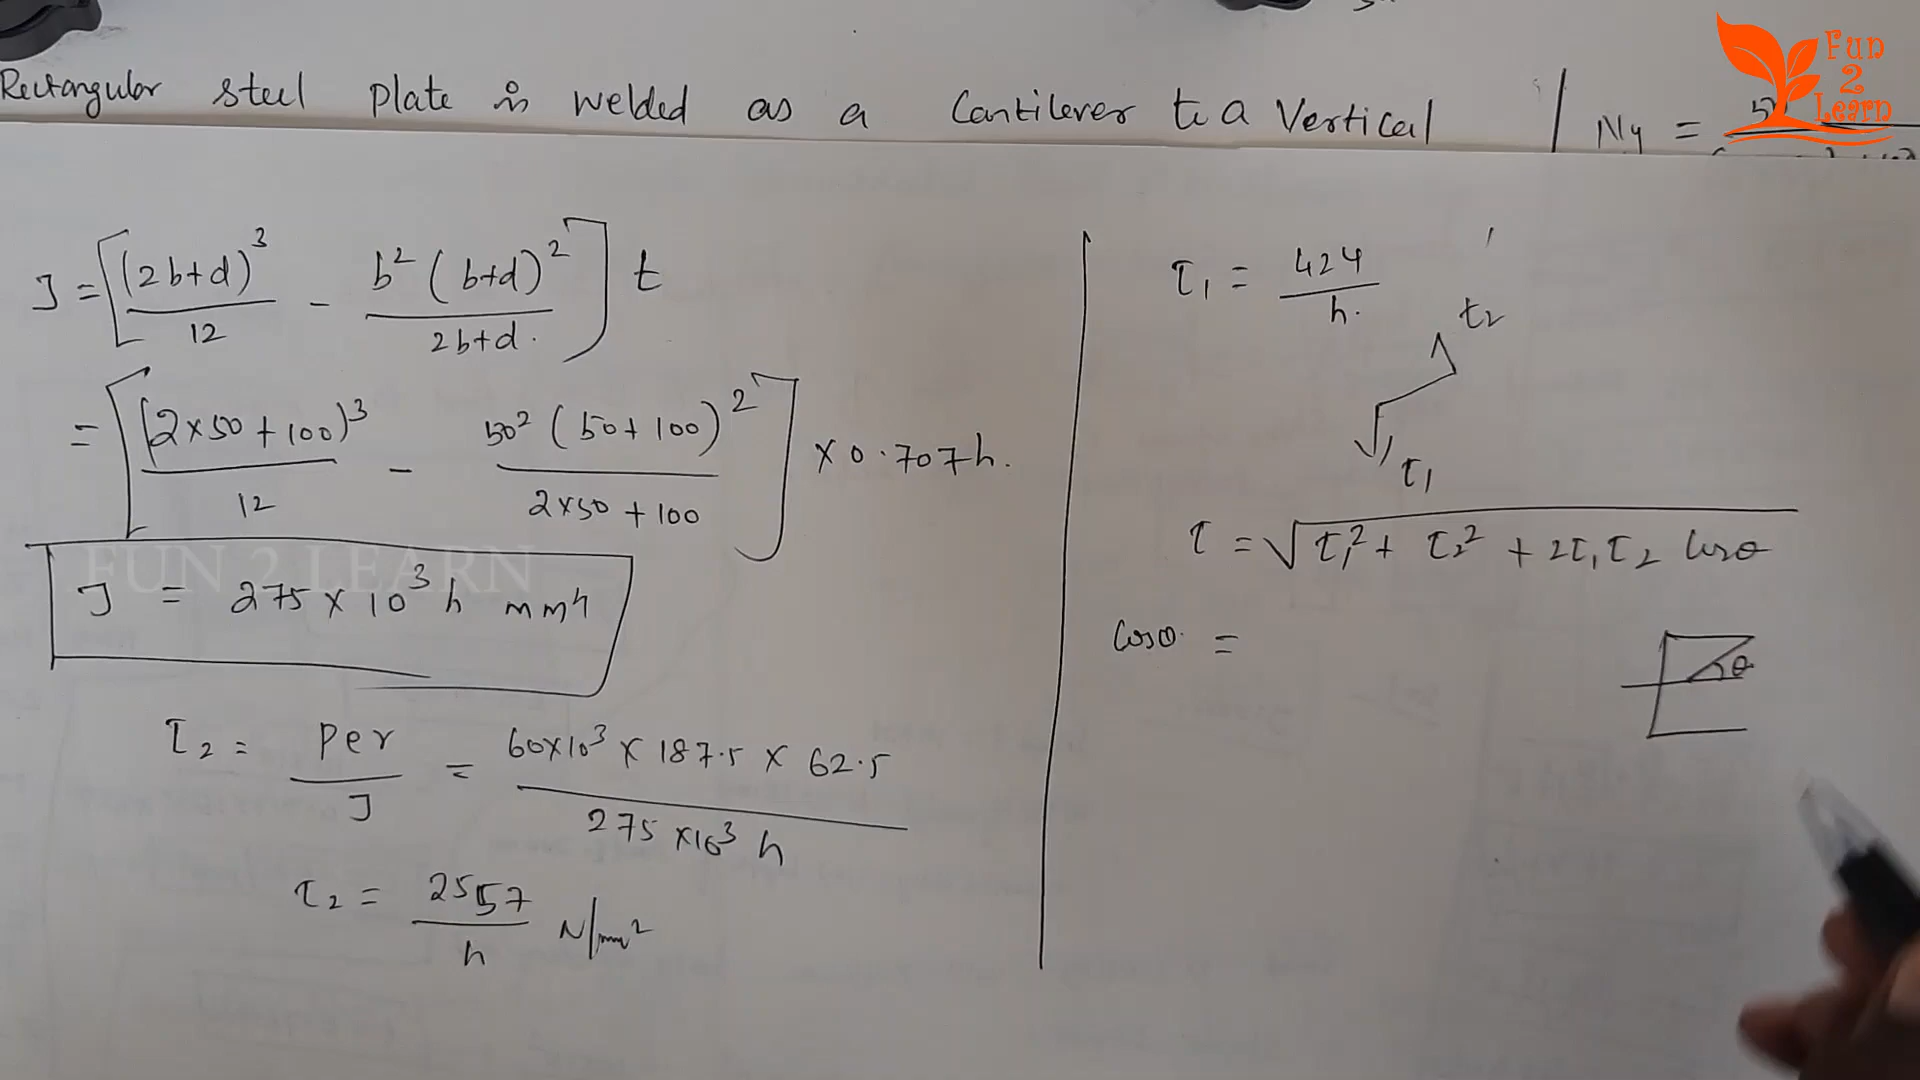 Rectangular steel plate is welded as a Cantilever to a Vertical
Ny =
Fun
2
Learn
J = [(2b+d)³/12 - b²(b+d)²/2b+d.] t
= [(2×50+100)³/12 - 50²(50+100)²/2×50+100] × 0.707h.
FUN 2 LEARN
J = 275×10³ h mm4
τ₂ = Per/J = 60×10³ × 187.5 × 62.5/275×10³ h
τ₂ = 2557/h N/mm²
τ₁ = 424/h.
τ₂
τ₁
τ = √τ₁² + τ₂² + 2τ₁τ₂ Cosθ
Cosθ =
θ